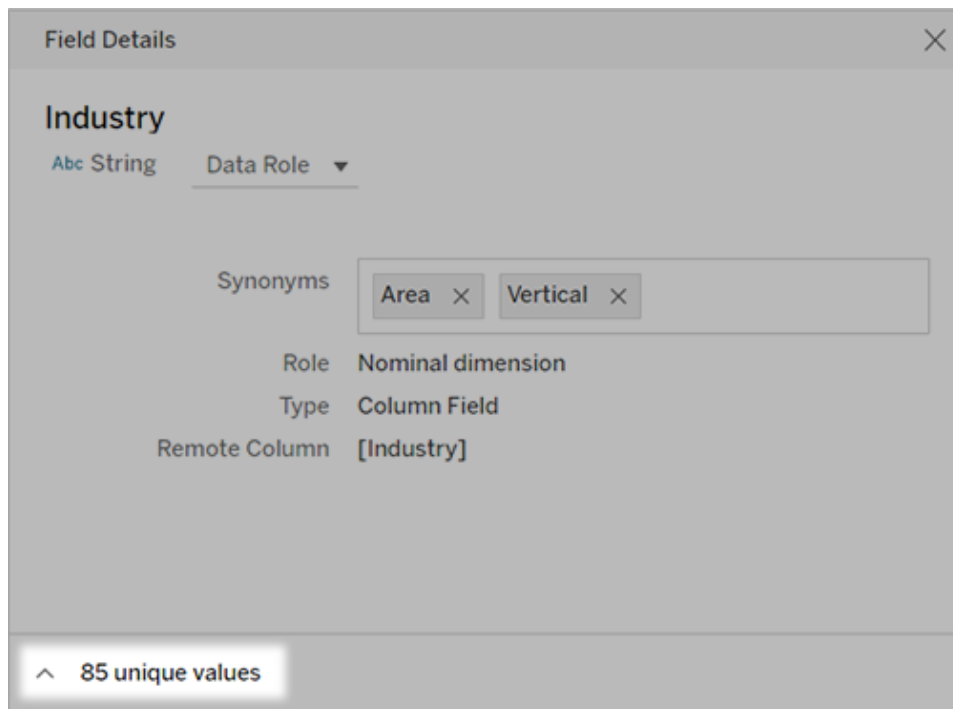 Field Details
Industry
Abc String Data Role
Synonyms Area Vertical
Role Nominal dimension
Type Column Field
Remote Column [Industry]
85 unique values